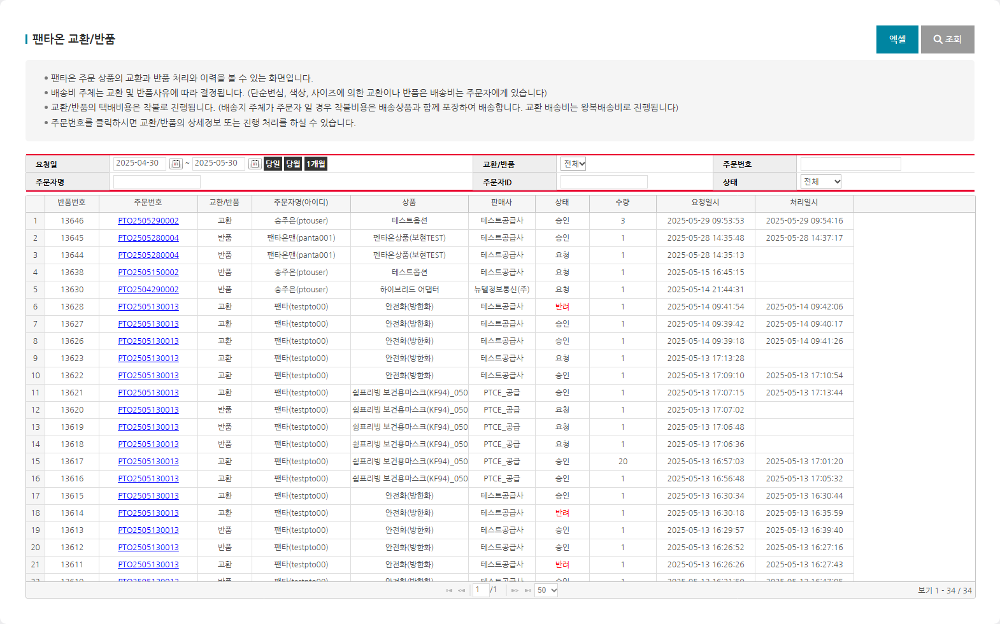 팬타온 교환/반품
엑셀 조회
팬타온 주문 상품의 교환과 반품 처리와 이력을 볼 수 있는 화면입니다.
배송비 주체는 교환 및 반품사유에 따라 결정됩니다. (단순변심, 색상, 사이즈에 의한 교환이나 반품은 배송비는 주문자에게 있습니다)
교환/반품의 택배비용은 착불로 진행됩니다. (배송지 주체가 주문자 일 경우 착불비용은 배송상품과 함께 포장하여 배송합니다. 교환 배송비는 왕복배송비로 진행됩니다)
주문번호를 클릭하시면 교환/반품의 상세정보 또는 진행 처리를 하실 수 있습니다.
요청일 2025-04-30 ~ 2025-05-30 당일 당월 1개월 교환/반품 전체 주문번호
주문자명 주문자ID 상태 전체
반품번호 주문번호 교환/반품 주문자명(아이디) 상품 판매사 상태 수량 요청일시 처리일시
1 13646 PTO2505290002 교환 송주은(ptouser) 테스트옵션 테스트공급사 승인 3 2025-05-29 09:53:53 2025-05-29 09:54:16
2 13645 PTO2505280004 반품 팬타온맨(panta001) 펜타온상품(보현TEST) 테스트공급사 승인 1 2025-05-28 14:35:48 2025-05-28 14:37:17
3 13644 PTO2505280004 반품 팬타온맨(panta001) 펜타온상품(보현TEST) 테스트공급사 요청 1 2025-05-28 14:35:13
4 13638 PTO2505150002 반품 송주은(ptouser) 테스트옵션 테스트공급사 요청 1 2025-05-15 16:45:15
5 13630 PTO2504290002 반품 송주은(ptouser) 하이브리드 어댑터 뉴텔정보통신(주) 요청 1 2025-05-14 21:44:31
6 13628 PTO2505130013 교환 팬타(testpto00) 안전화(방한화) 테스트공급사 반려 1 2025-05-14 09:41:54 2025-05-14 09:42:06
7 13627 PTO2505130013 교환 팬타(testpto00) 안전화(방한화) 테스트공급사 승인 1 2025-05-14 09:39:42 2025-05-14 09:40:17
8 13626 PTO2505130013 교환 팬타(testpto00) 안전화(방한화) 테스트공급사 승인 1 2025-05-14 09:39:18 2025-05-14 09:41:26
9 13623 PTO2505130013 교환 팬타(testpto00) 안전화(방한화) 테스트공급사 요청 1 2025-05-13 17:13:28
10 13622 PTO2505130013 교환 팬타(testpto00) 안전화(방한화) 테스트공급사 승인 1 2025-05-13 17:09:10 2025-05-13 17:10:54
11 13621 PTO2505130013 교환 팬타(testpto00) 쉼표리빙 보건용마스크(KF94)_050 PTCE_공급 승인 1 2025-05-13 17:07:15 2025-05-13 17:13:44
12 13620 PTO2505130013 반품 팬타(testpto00) 쉼표리빙 보건용마스크(KF94)_050 PTCE_공급 요청 1 2025-05-13 17:07:02
13 13619 PTO2505130013 반품 팬타(testpto00) 쉼표리빙 보건용마스크(KF94)_050 PTCE_공급 요청 1 2025-05-13 17:06:48
14 13618 PTO2505130013 반품 팬타(testpto00) 쉼표리빙 보건용마스크(KF94)_050 PTCE_공급 요청 1 2025-05-13 17:06:36
15 13617 PTO2505130013 교환 팬타(testpto00) 쉼표리빙 보건용마스크(KF94)_050 PTCE_공급 승인 20 2025-05-13 16:57:03 2025-05-13 17:01:20
16 13616 PTO2505130013 교환 팬타(testpto00) 쉼표리빙 보건용마스크(KF94)_050 PTCE_공급 승인 1 2025-05-13 16:56:48 2025-05-13 17:05:32
17 13615 PTO2505130013 교환 팬타(testpto00) 안전화(방한화) 테스트공급사 승인 1 2025-05-13 16:30:34 2025-05-13 16:30:44
18 13614 PTO2505130013 교환 팬타(testpto00) 안전화(방한화) 테스트공급사 반려 1 2025-05-13 16:30:18 2025-05-13 16:35:59
19 13613 PTO2505130013 반품 팬타(testpto00) 안전화(방한화) 테스트공급사 승인 1 2025-05-13 16:29:57 2025-05-13 16:39:40
20 13612 PTO2505130013 반품 팬타(testpto00) 안전화(방한화) 테스트공급사 승인 1 2025-05-13 16:26:52 2025-05-13 16:27:16
21 13611 PTO2505130013 교환 팬타(testpto00) 안전화(방한화) 테스트공급사 반려 1 2025-05-13 16:26:26 2025-05-13 16:27:43
1 /1 50 보기 1 - 34 / 34